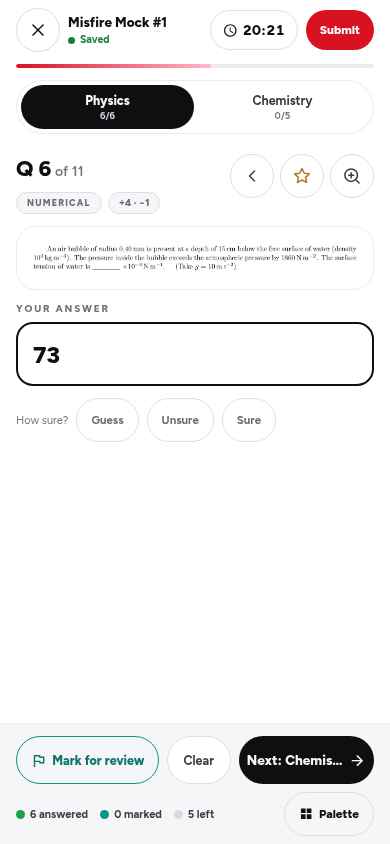 Misfire Mock #1
Saved
20:21
Submit
Physics
6/6
Chemistry
0/5
Q 6 of 11
NUMERICAL
+4 · −1
An air bubble of radius 0.40 mm is present at a depth of 15 cm below the free surface of water (density
10³ kg m⁻³). The pressure inside the bubble exceeds the atmospheric pressure by 1860 N m⁻². The surface
tension of water is ______ ×10⁻³ N m⁻¹. (Take g = 10 m s⁻²)
YOUR ANSWER
73
How sure?
Guess
Unsure
Sure
Mark for review
Clear
Next: Chemis...
6 answered
0 marked
5 left
Palette